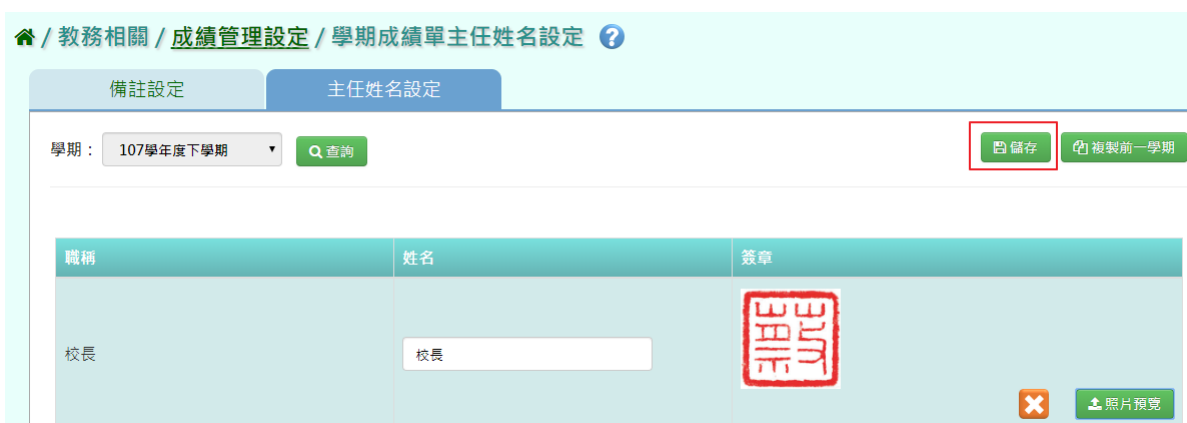 / 教務相關 / 成績管理設定 / 學期成績單主任姓名設定 ?
備註設定 主任姓名設定
學期： 107學年度下學期 查詢 儲存 複製前一學期
職稱 姓名 簽章
校長 校長
照片預覽